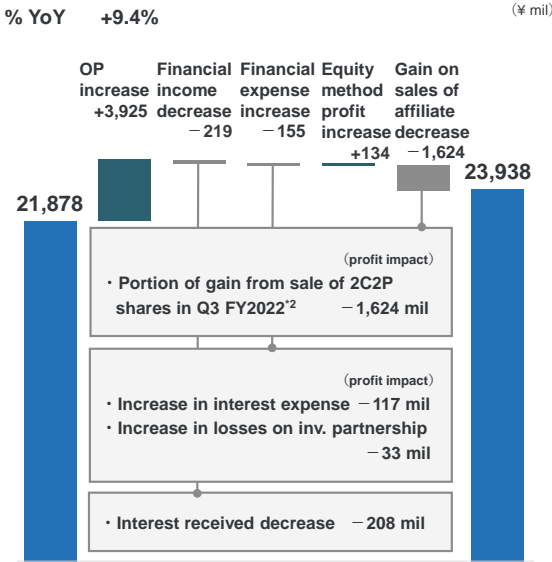 % YoY +9.4%
(¥ mil)
OP increase +3,925
Financial income decrease －219
Financial expense increase －155
Equity method profit increase +134
Gain on sales of affiliate decrease －1,624
21,878
23,938
(profit impact)
・Portion of gain from sale of 2C2P
shares in Q3 FY2022*2 －1,624 mil
(profit impact)
・Increase in interest expense －117 mil
・Increase in losses on inv. partnership
－33 mil
・Interest received decrease －208 mil